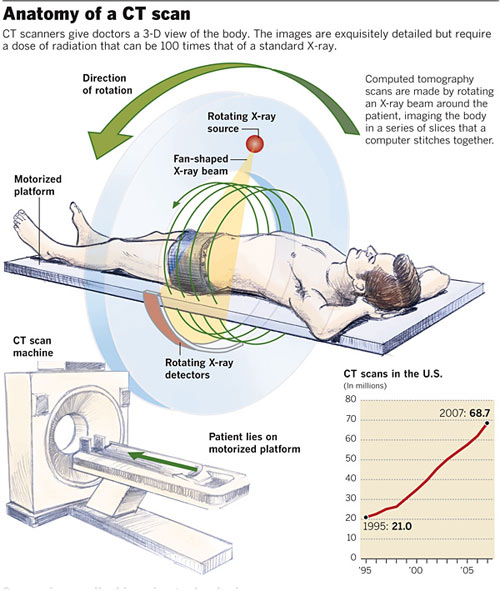 Anatomy of a CT scan
CT scanners give doctors a 3-D view of the body. The images are exquisitely detailed but require
a dose of radiation that can be 100 times that of a standard X-ray.
Direction
of rotation
Computed tomography
scans are made by rotating
an X-ray beam around the
patient, imaging the body
in a series of slices that a
computer stitches together.
Rotating X-ray
source
Fan-shaped
X-ray beam
Motorized
platform
Rotating X-ray
detectors
CT scan
machine
Patient lies on
motorized platform
CT scans in the U.S.
(In millions)
80
70
60
50
40
30
20
10
0
2007: 68.7
1995: 21.0
'95
'00
'05